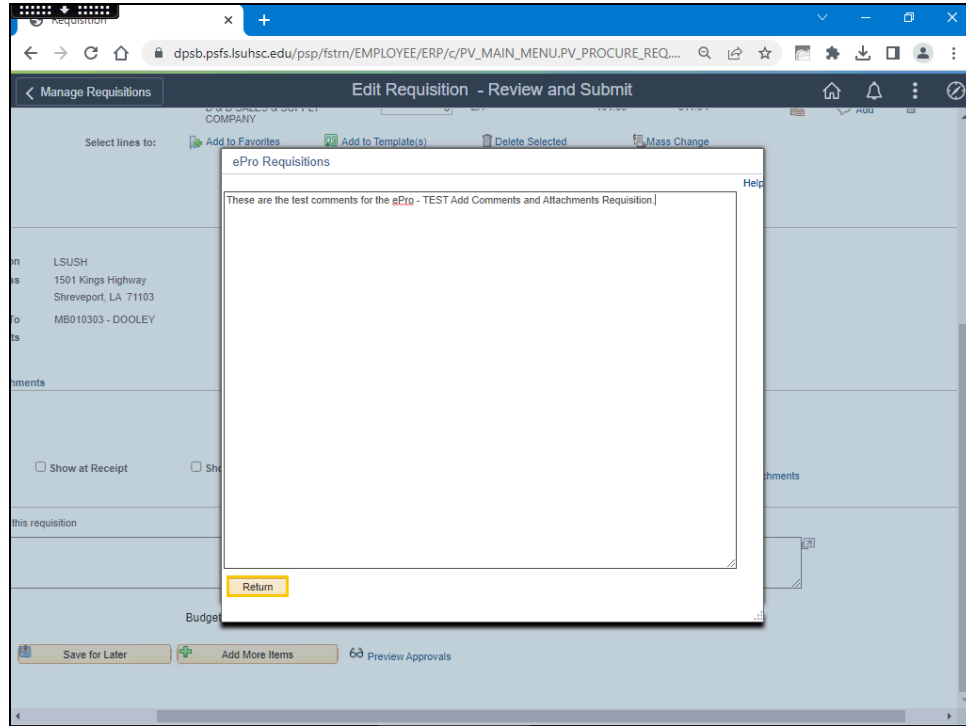 Requisition
dpsb.psfs.lsuhsc.edu/psp/fstrn/EMPLOYEE/ERP/c/PV_MAIN_MENU.PV_PROCURE_REQ....
Manage Requisitions
Edit Requisition - Review and Submit
COMPANY
Add
Select lines to:
Add to Favorites
Add to Template(s)
Delete Selected
Mass Change
ePro Requisitions
Help
These are the test comments for the ePro - TEST Add Comments and Attachments Requisition.
LSUSH
1501 Kings Highway
Shreveport, LA 71103
MB010303 - DOOLEY
Show at Receipt
this requisition
Return
Budget
Save for Later
Add More Items
Preview Approvals